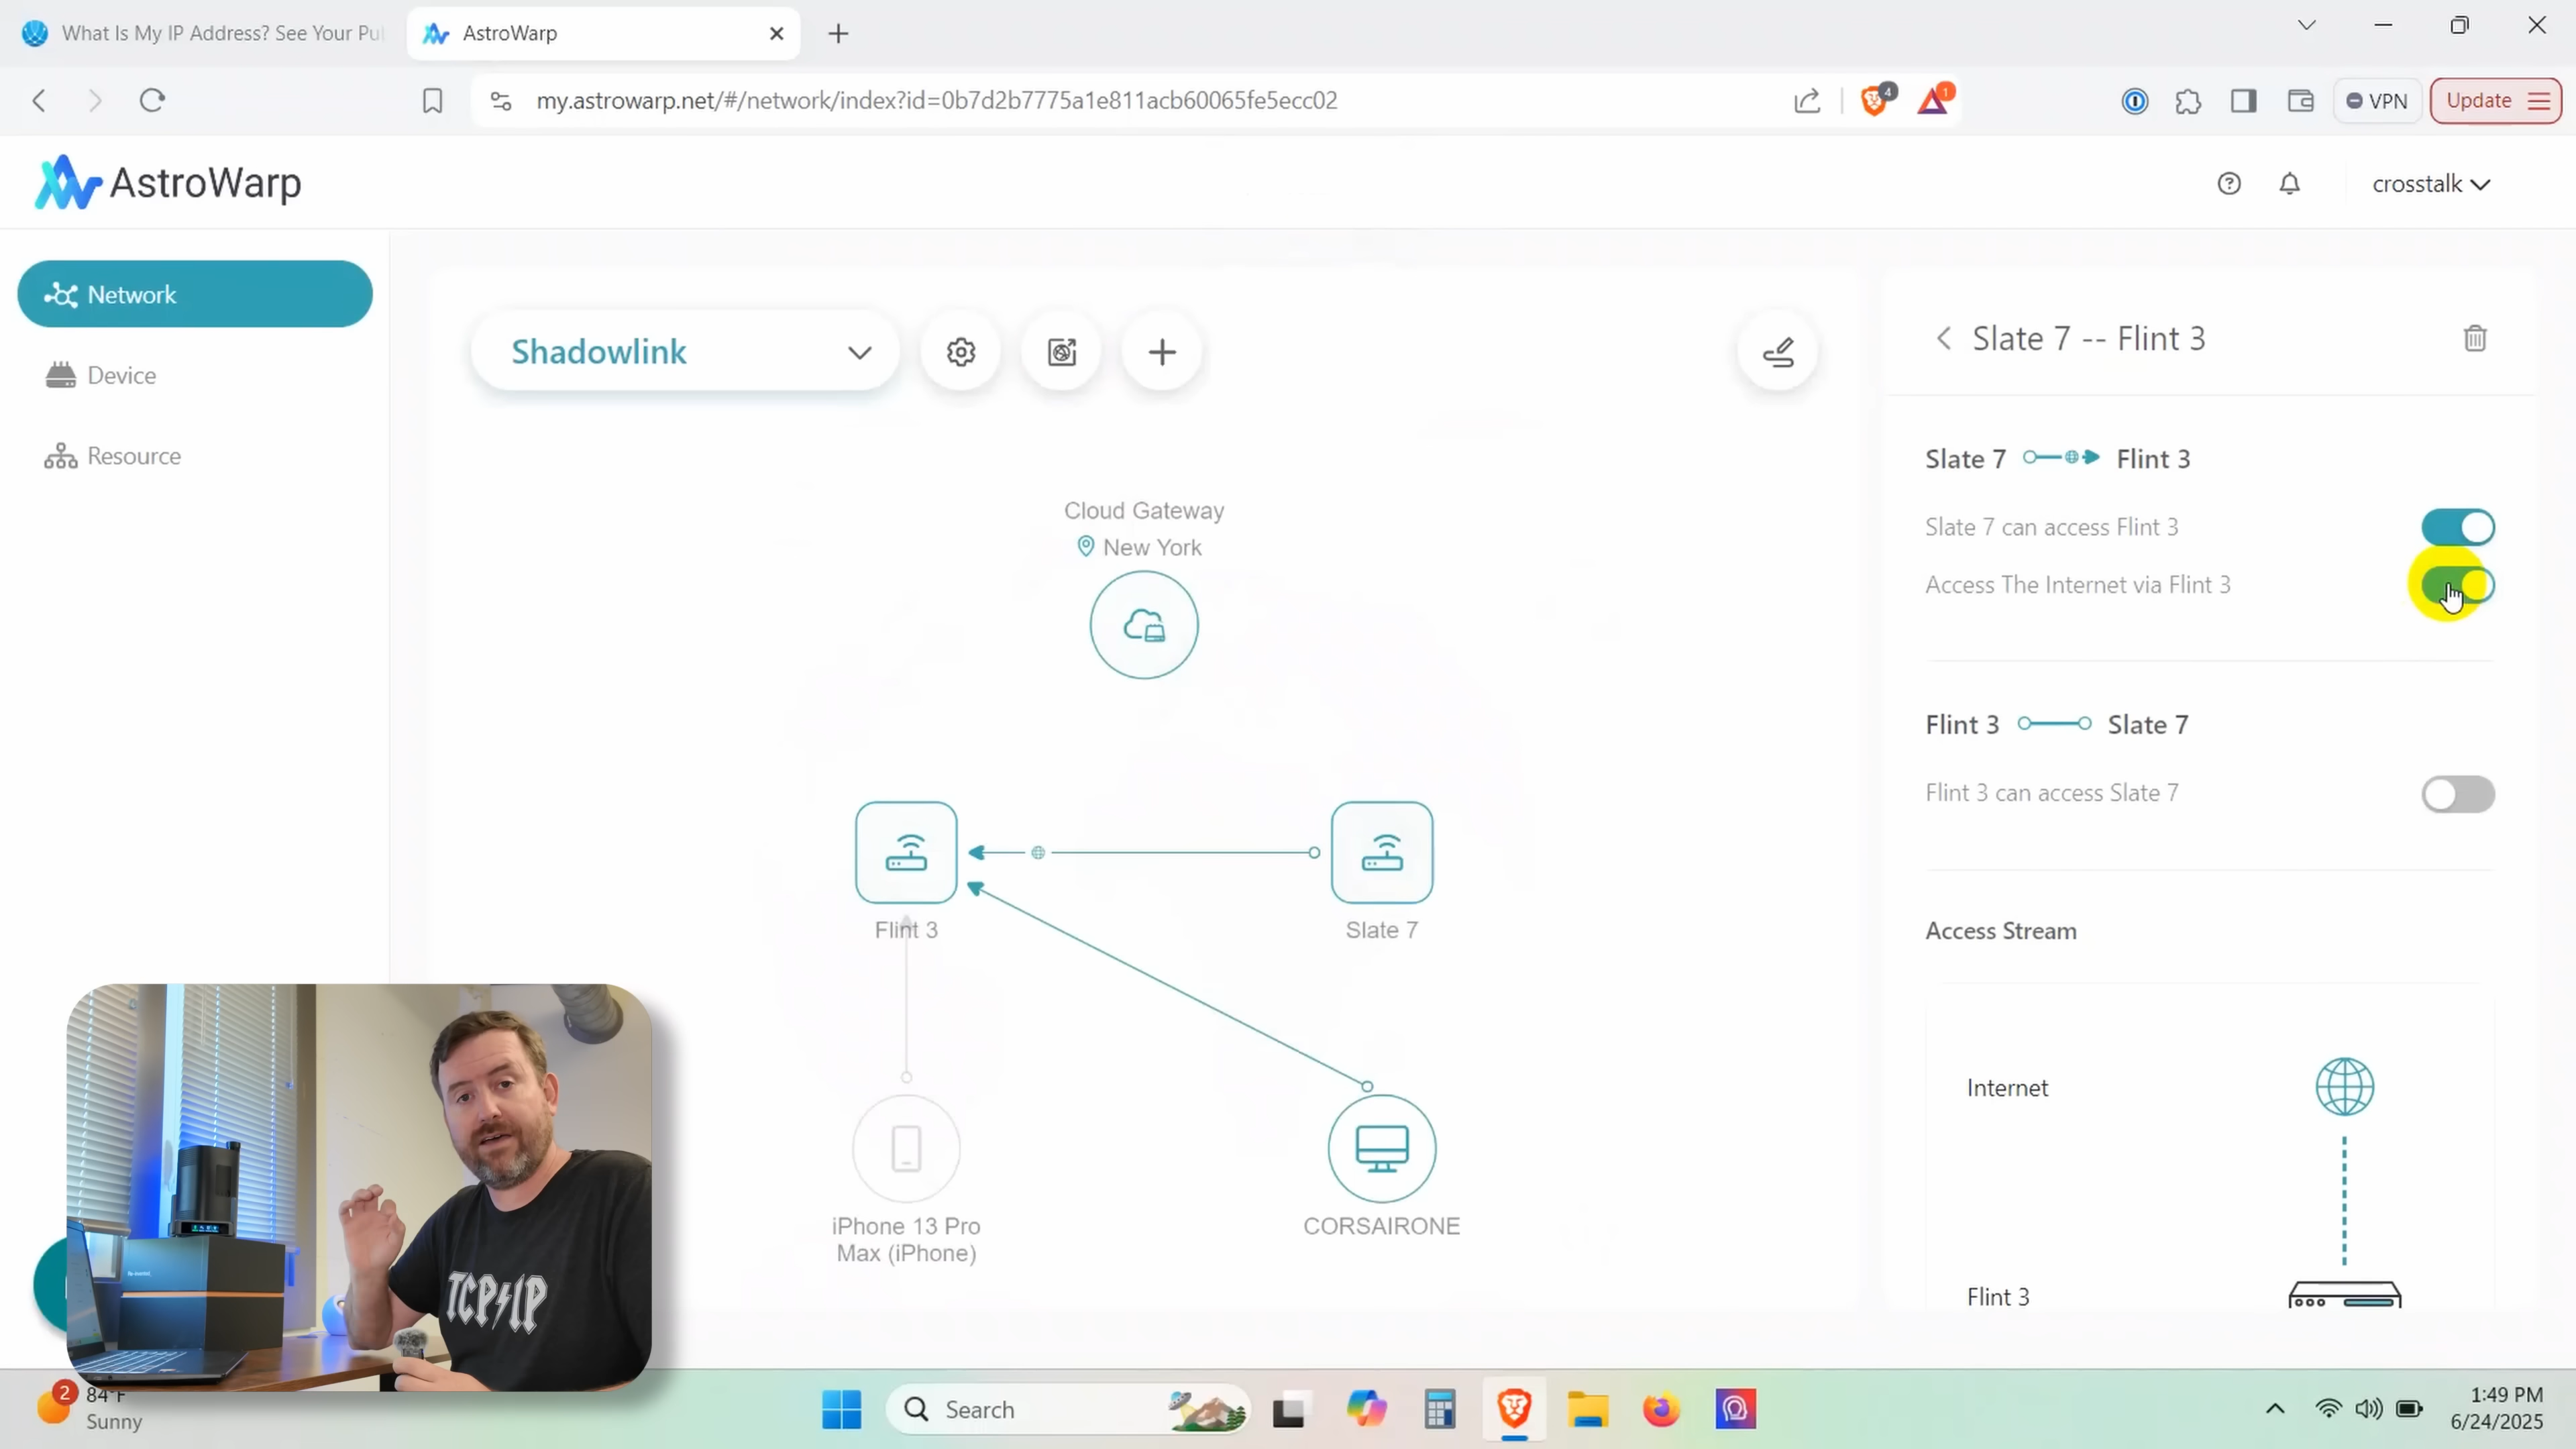 What Is My IP Address? See Your Pu
AstroWarp
my.astrowarp.net/#/network/index?id=0b7d2b7775a1e811acb60065fe5ecc02
4
1
VPN
Update
AstroWarp
crosstalk
Network
Device
Resource
Shadowlink
Slate 7 -- Flint 3
Slate 7 Flint 3
Slate 7 can access Flint 3
Access The Internet via Flint 3
Flint 3 Slate 7
Flint 3 can access Slate 7
Access Stream
Internet
Flint 3
Cloud Gateway
New York
Flint 3
Slate 7
iPhone 13 Pro
Max (iPhone)
CORSAIRONE
TCP/IP
2
84°F
Sunny
Search
1:49 PM
6/24/2025